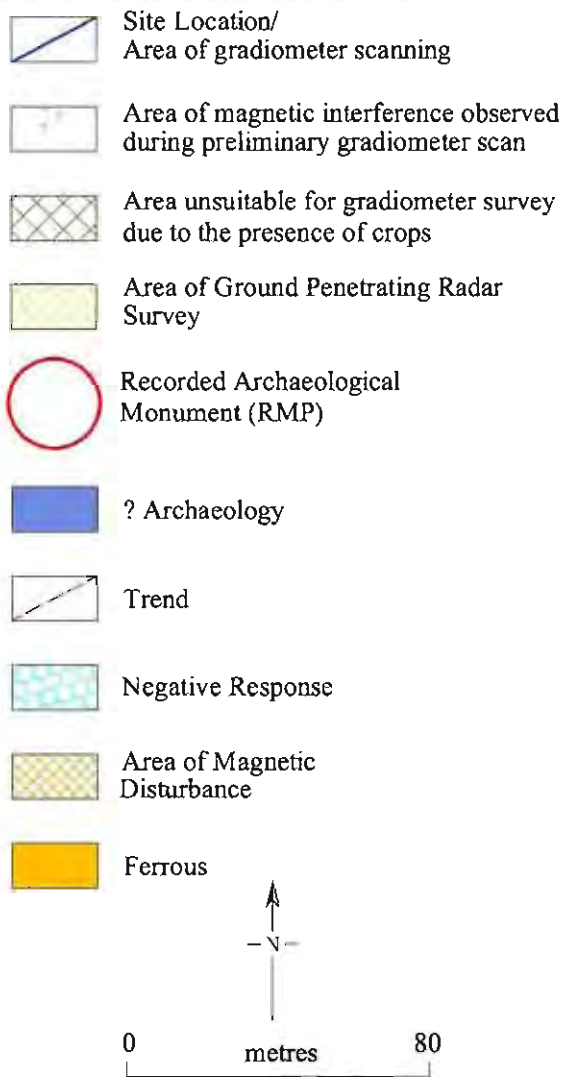 Site Location/
Area of gradiometer scanning
Area of magnetic interference observed
during preliminary gradiometer scan
Area unsuitable for gradiometer survey
due to the presence of crops
Area of Ground Penetrating Radar
Survey
Recorded Archaeological
Monument (RMP)
? Archaeology
Trend
Negative Response
Area of Magnetic
Disturbance
Ferrous
N
0 metres 80